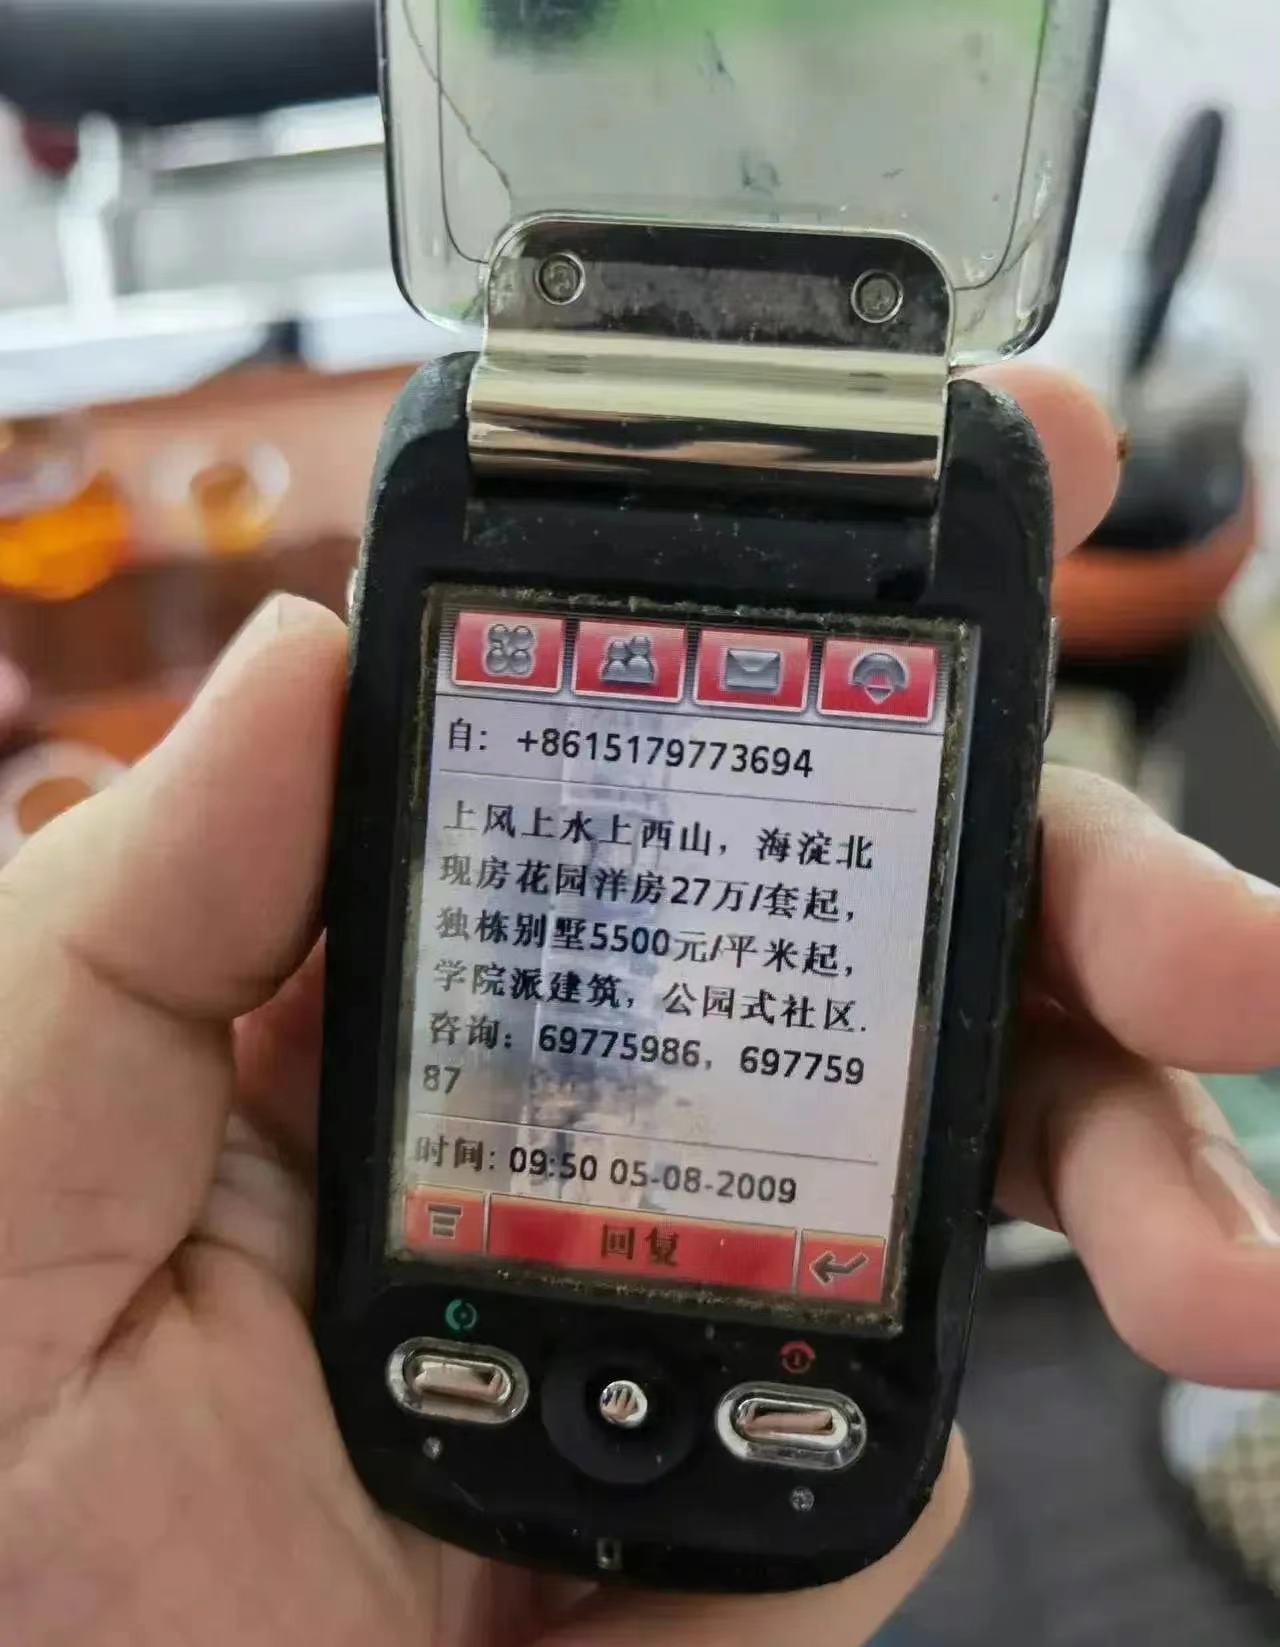 自: +8615179773694
上风上水上西山，海淀北
现房花园洋房27万/套起，
独栋别墅5500元/平米起，
学院派建筑，公园式社区.
咨询：69775986，697759
87
时间: 09:50 05-08-2009
回复